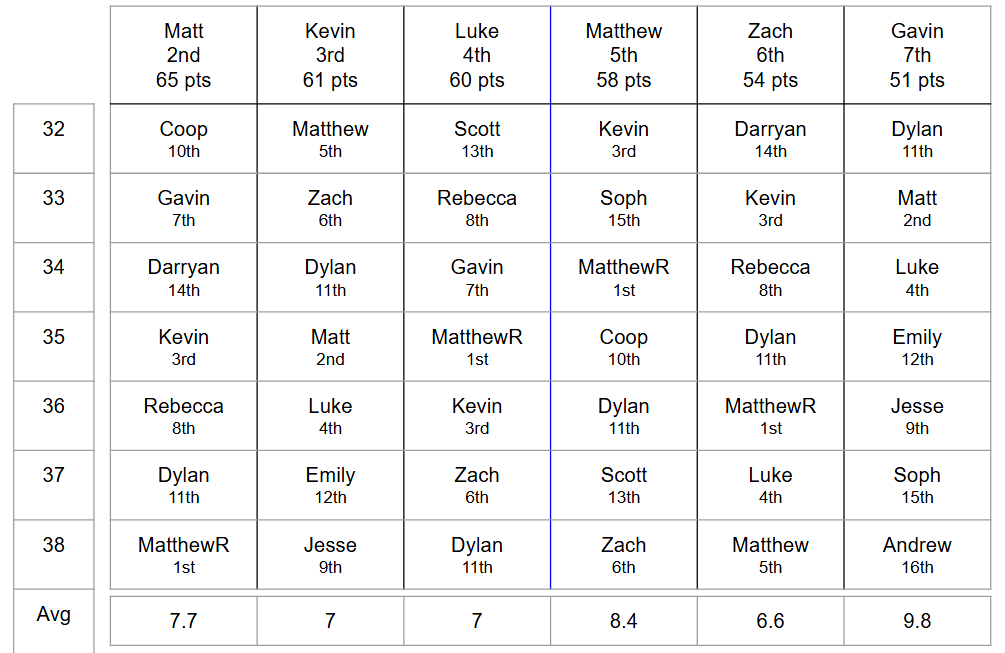 Matt Kevin Luke Matthew Zach Gavin
2nd 3rd 4th 5th 6th 7th
65 pts 61 pts 60 pts 58 pts 54 pts 51 pts
32 Coop Matthew Scott Kevin Darryan Dylan
10th 5th 13th 3rd 14th 11th
33 Gavin Zach Rebecca Soph Kevin Matt
7th 6th 8th 15th 3rd 2nd
34 Darryan Dylan Gavin MatthewR Rebecca Luke
14th 11th 7th 1st 8th 4th
35 Kevin Matt MatthewR Coop Dylan Emily
3rd 2nd 1st 10th 11th 12th
36 Rebecca Luke Kevin Dylan MatthewR Jesse
8th 4th 3rd 11th 1st 9th
37 Dylan Emily Zach Scott Luke Soph
11th 12th 6th 13th 4th 15th
38 MatthewR Jesse Dylan Zach Matthew Andrew
1st 9th 11th 6th 5th 16th
Avg 7.7 7 7 8.4 6.6 9.8